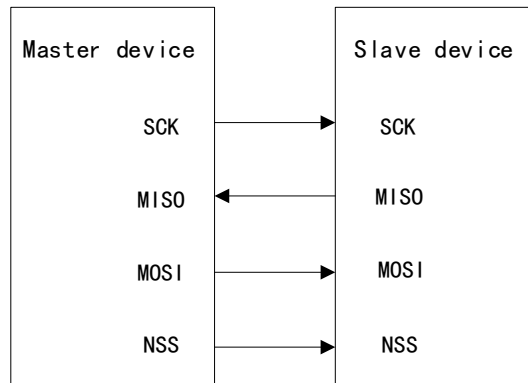 Master device
Slave device
SCK
SCK
MISO
MISO
MOSI
MOSI
NSS
NSS